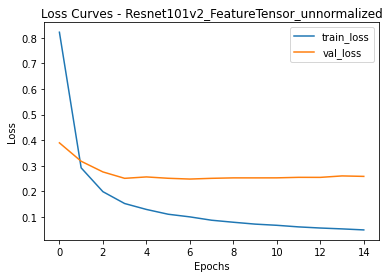 Loss Curves - Resnet101v2_FeatureTensor_unnormalized
train_loss
val_loss
Loss
0.8
0.7
0.6
0.5
0.4
0.3
0.2
0.1
0 2 4 6 8 10 12 14
Epochs